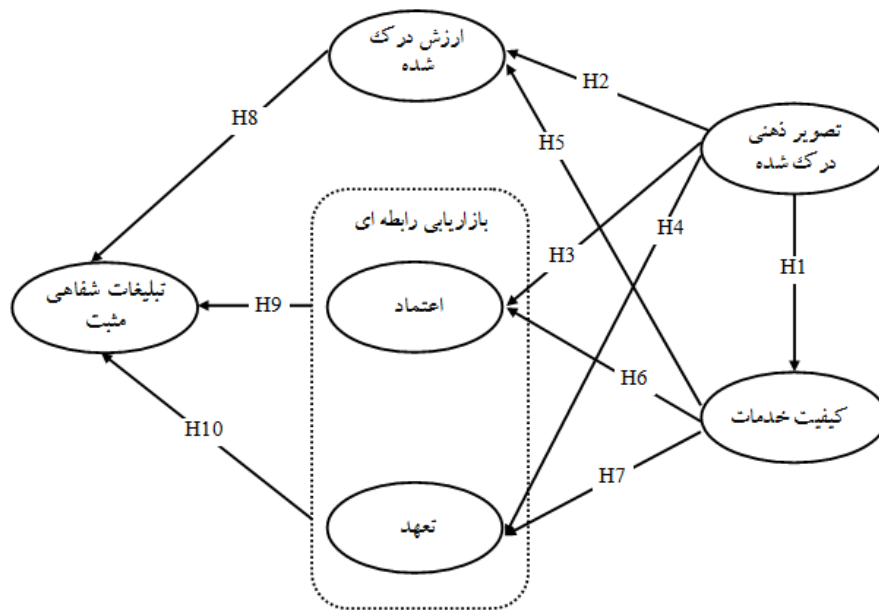 ارزش درک
شده
H2
تصویر ذهنی
درک شده
H8
H5
بازاریابی رابطه ای
H4
H3
H1
تبلیغات شفاهی
مثبت
H9
اعتماد
H6
کیفیت خدمات
H10
H7
تعهد